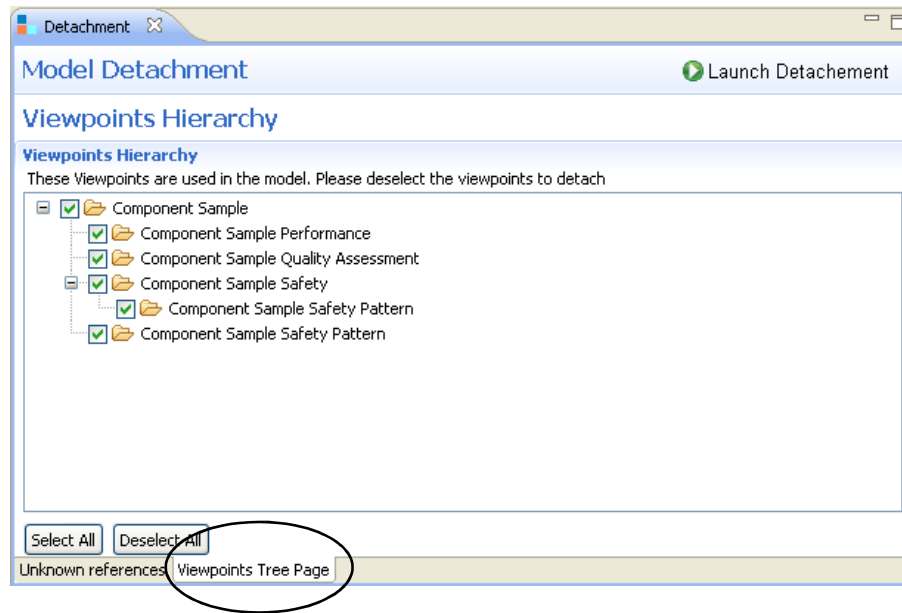 Detachment
Model Detachment
Launch Detachement
Viewpoints Hierarchy
Viewpoints Hierarchy
These Viewpoints are used in the model. Please deselect the viewpoints to detach
Component Sample
Component Sample Performance
Component Sample Quality Assessment
Component Sample Safety
Component Sample Safety Pattern
Component Sample Safety Pattern
Select All Deselect All
Unknown references Viewpoints Tree Page